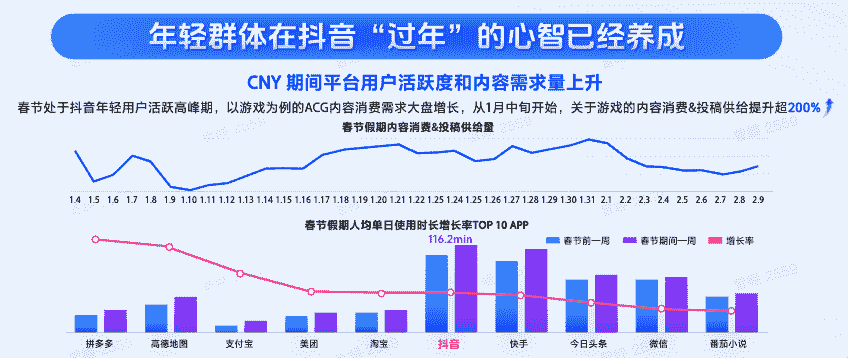 年轻群体在抖音“过年”的心智已经养成
CNY 期间平台用户活跃度和内容需求量上升
春节处于抖音年轻用户活跃高峰期，以游戏为例的ACG内容消费需求大盘增长，从1月中旬开始，关于游戏的内容消费&投稿供给提升超200%
春节假期内容消费&投稿供给量
1.4 1.5 1.6 1.7 1.8 1.9 1.10 1.11 1.12 1.13 1.14 1.15 1.16 1.17 1.18 1.19 1.20 1.21 1.22 1.23 1.24 1.25 1.26 1.27 1.28 1.29 1.30 1.31 2.1 2.2 2.3 2.4 2.5 2.6 2.7 2.8 2.9
春节假期人均单日使用时长增长率TOP 10 APP
116.2min
春节前一周 春节期间一周 增长率
拼多多 高德地图 支付宝 美团 淘宝 抖音 快手 今日头条 微信 番茄小说